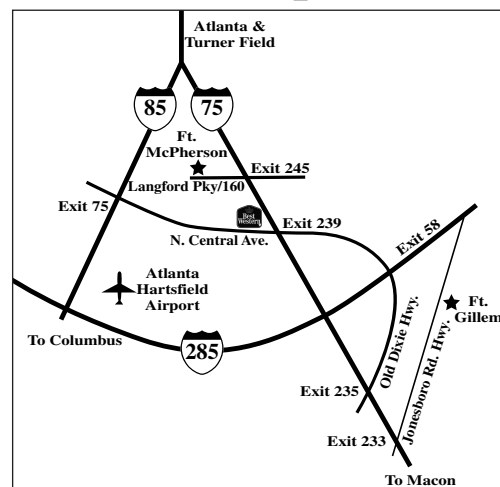 Atlanta &
Turner Field
85
75
Ft.
McPherson
Exit 245
Langford Pky/160
Exit 75
Best
Western
Exit 239
N. Central Ave.
Exit 58
Atlanta
Hartsfield
Airport
Ft.
Gillem
To Columbus
285
Old Dixie Hwy.
Jonesboro Rd. Hwy.
Exit 235
Exit 233
To Macon